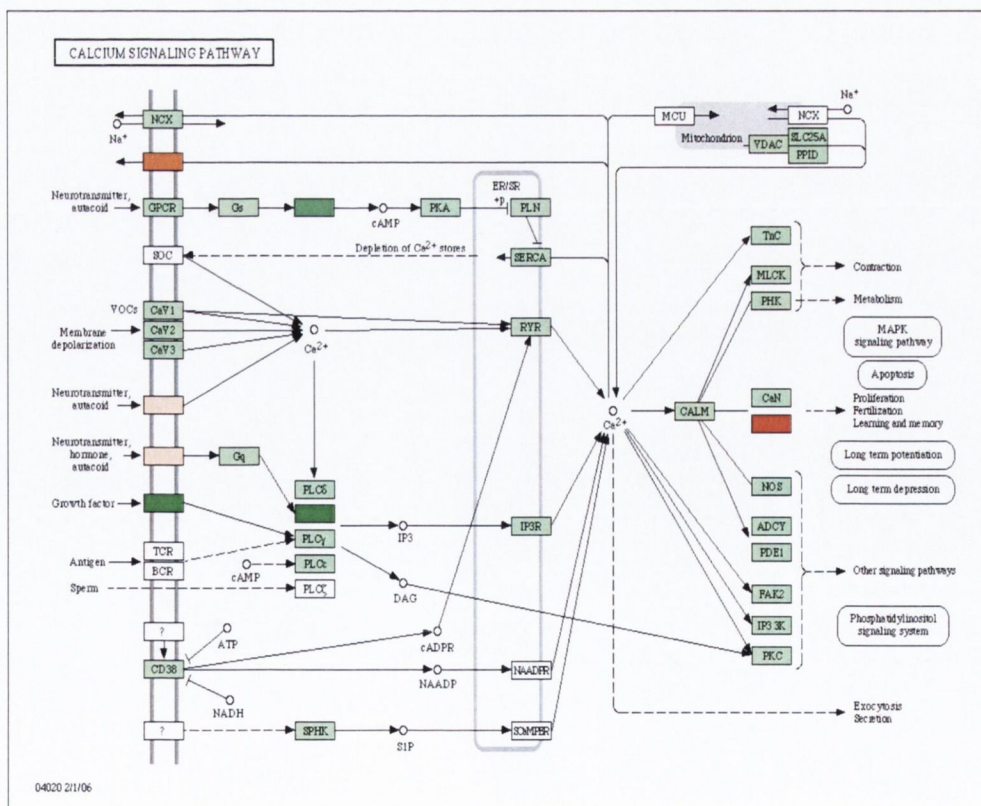 CALCIUM SIGNALING PATHWAY
NCX
Na⁺
MCU
Mitochondrion
NCX
Na⁺
VDAC
SLC25A
PPID
Neurotransmitter,
autacoid
GPCR
Gs
cAMP
PKA
ER/SR
+p
PLN
SOC
Depletion of Ca²⁺ stores
SERCA
TnC
Contraction
MLCK
PHK
Metabolism
VOCs
CaV1
CaV2
CaV3
Membrane
depolarization
Ca²⁺
RYR
MAPK
signaling pathway
Apoptosis
Neurotransmitter,
autacoid
Ca²⁺
CALM
CaN
Proliferation
Fertilization
Learning and memory
Neurotransmitter,
hormone,
autacoid
Gq
Long term potentiation
Long term depression
PLCδ
NOS
Growth factor
PLCγ
IP3
IP3R
ADCY
PDE1
TCR
BCR
Antigen
cAMP
PLCε
Other signaling pathways
Sperm
PLCζ
DAG
FAK2
IP3 3K
PKC
Phosphatidylinositol
signaling system
?
ATP
cADPR
CD38
NAADP
NAADPR
NADH
?
SPHK
S1P
SCaMPER
Exocytosis
Secretion
04020 2/1/06